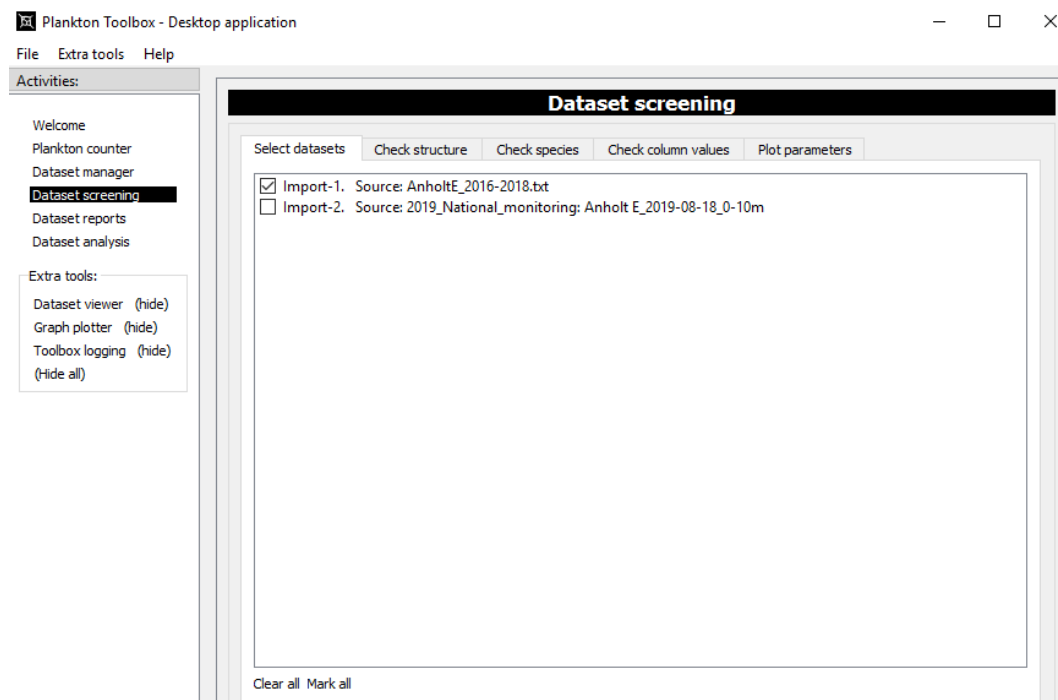 Plankton Toolbox - Desktop application
File Extra tools Help
Activities:
Welcome
Plankton counter
Dataset manager
Dataset screening
Dataset reports
Dataset analysis
Extra tools:
Dataset viewer (hide)
Graph plotter (hide)
Toolbox logging (hide)
(Hide all)
Dataset screening
Select datasets Check structure Check species Check column values Plot parameters
Import-1. Source: AnholtE_2016-2018.txt
Import-2. Source: 2019_National_monitoring: Anholt E_2019-08-18_0-10m
Clear all Mark all